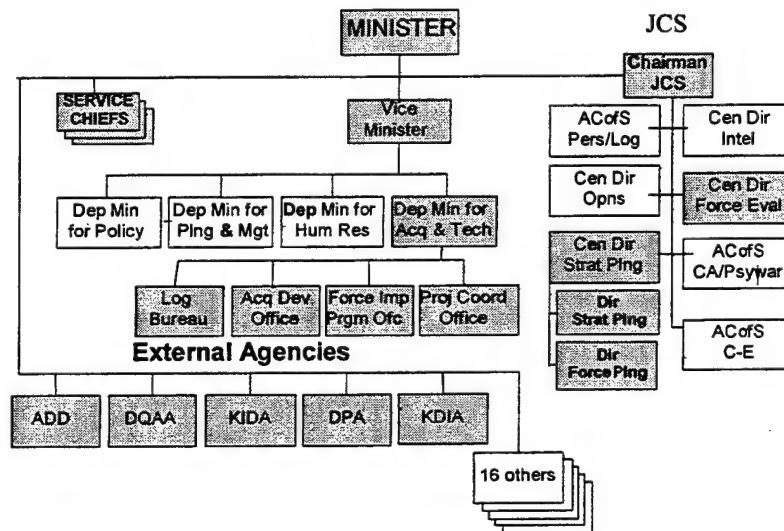 MINISTER
JCS
Chairman
JCS
SERVICE
CHIEFS
Vice
Minister
ACofS
Pers/Log
Cen Dir
Intel
Cen Dir
Opns
Cen Dir
Force Eval
Dep Min
for Policy
Dep Min for
Plng & Mgt
Dep Min for
Hum Res
Dep Min for
Acq & Tech
Cen Dir
Strat Plng
ACofS
CA/Psywar
Log
Bureau
Acq Dev.
Office
Force Imp
Prgm Ofc
Proj Coord
Office
Dir
Strat Plng
Dir
Force Plng
ACofS
C-E
External Agencies
ADD
DQAA
KIDA
DPA
KDIA
16 others